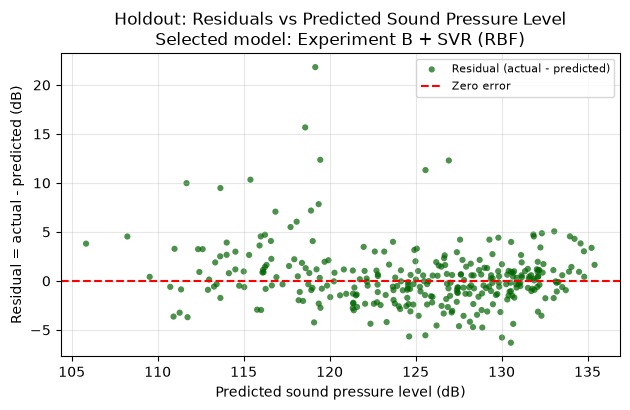 Holdout: Residuals vs Predicted Sound Pressure Level
Selected model: Experiment B + SVR (RBF)
Residual (actual - predicted)
Zero error
Residual = actual - predicted (dB)
20
15
10
5
0
−5
105
110
115
120
125
130
135
Predicted sound pressure level (dB)